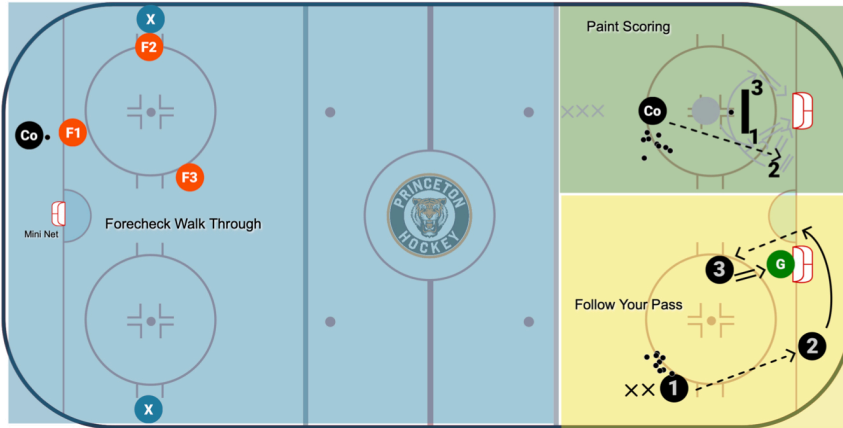 X
F2
Paint Scoring
Co
F1
F3
Mini Net
Forecheck Walk Through
X
PRINCETON
HOCKEY
×××
Co
3
1
2
3
G
Follow Your Pass
2
××
1